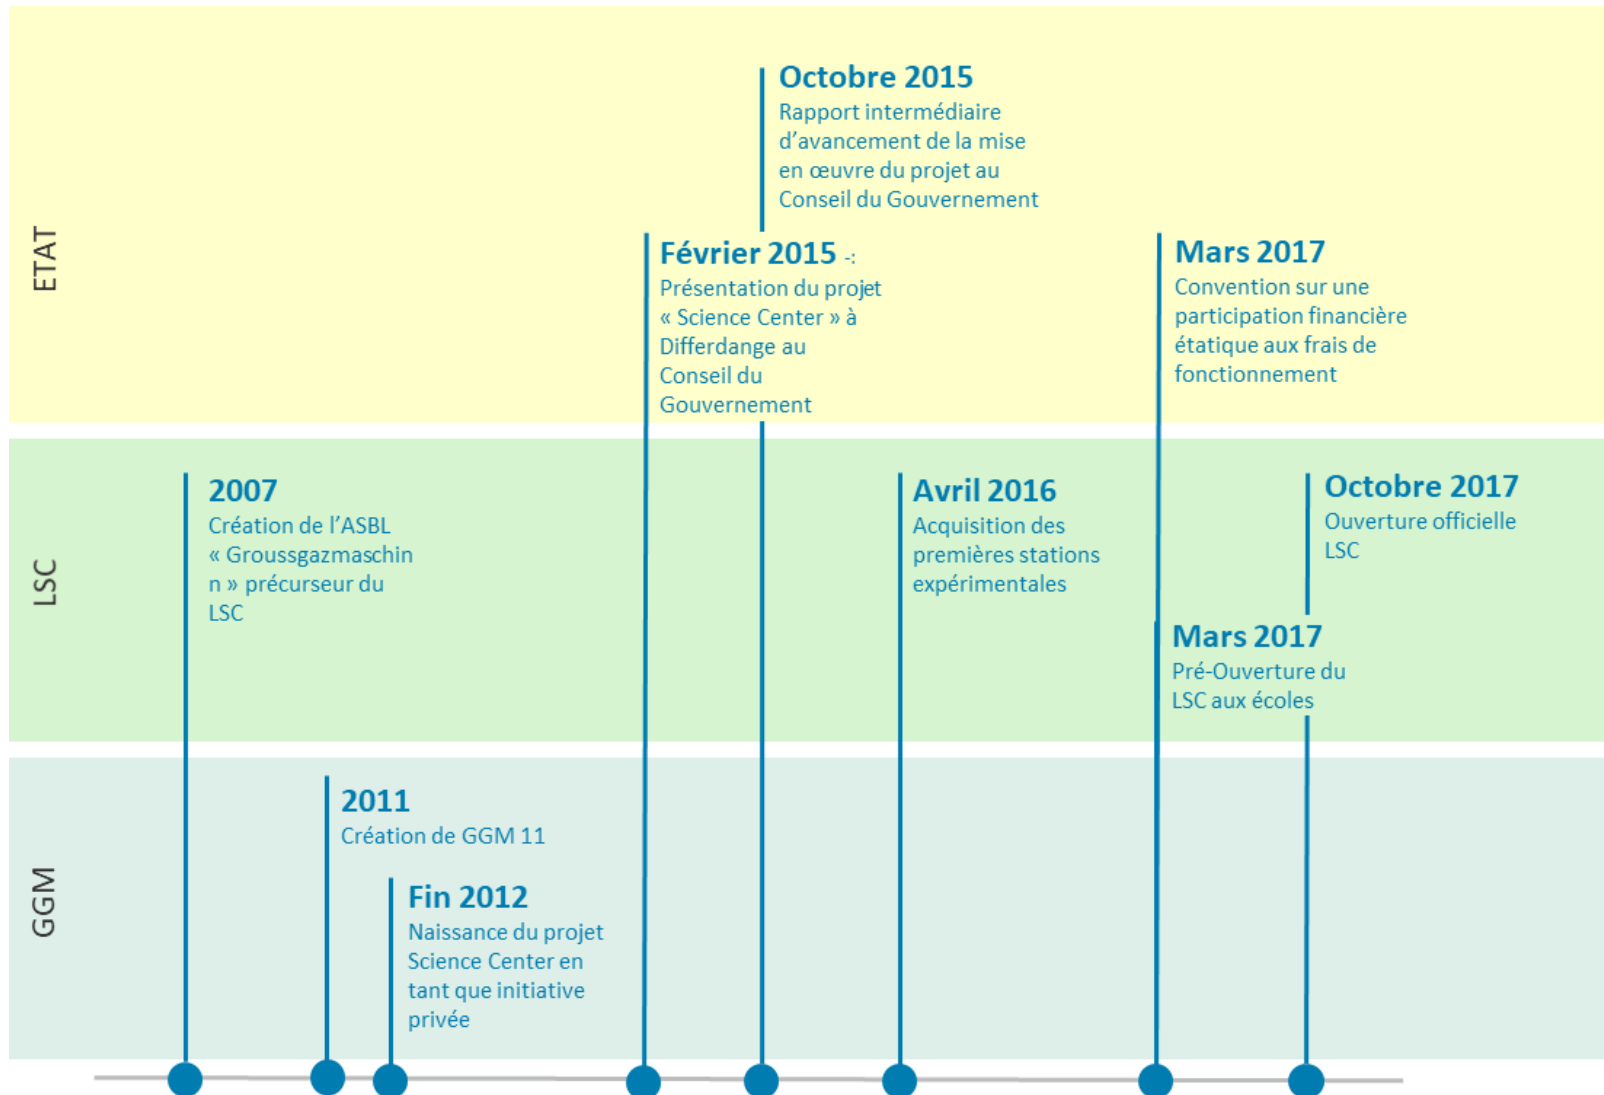 ETAT
Octobre 2015
Rapport intermédiaire
d’avancement de la mise
en œuvre du projet au
Conseil du Gouvernement
Février 2015 -:
Présentation du projet
« Science Center » à
Differdange au
Conseil du
Gouvernement
Mars 2017
Convention sur une
participation financière
étatique aux frais de
fonctionnement
LSC
2007
Création de l’ASBL
« Groussgazmaschin
n » précurseur du
LSC
Avril 2016
Acquisition des
premières stations
expérimentales
Octobre 2017
Ouverture officielle
LSC
Mars 2017
Pré-Ouverture du
LSC aux écoles
GGM
2011
Création de GGM 11
Fin 2012
Naissance du projet
Science Center en
tant que initiative
privée